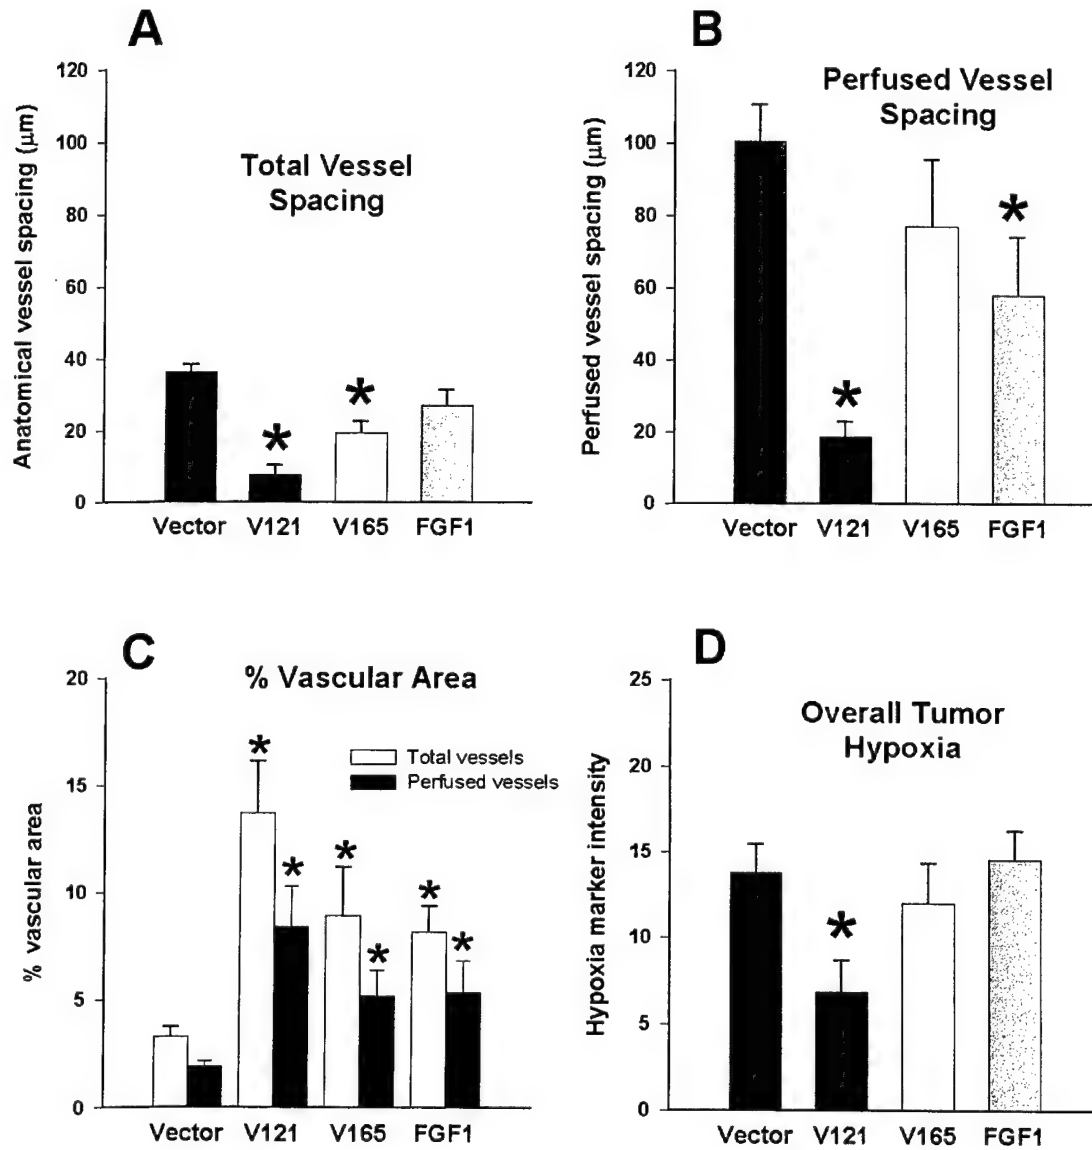 A
Total Vessel
Spacing
Anatomical vessel spacing (µm)
120
100
80
60
40
20
0
*
*
Vector V121 V165 FGF1
B
Perfused Vessel
Spacing
Perfused vessel spacing (µm)
120
100
80
60
40
20
0
*
*
Vector V121 V165 FGF1
C
% Vascular Area
% vascular area
20
15
10
5
0
Total vessels
Perfused vessels
*
*
*
*
*
*
Vector V121 V165 FGF1
D
Overall Tumor
Hypoxia
Hypoxia marker intensity
25
20
15
10
5
0
*
Vector V121 V165 FGF1